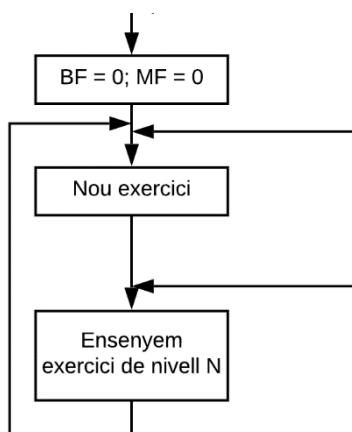 BF = 0; MF = 0
Nou exercici
Ensenyem
exercici de nivell N